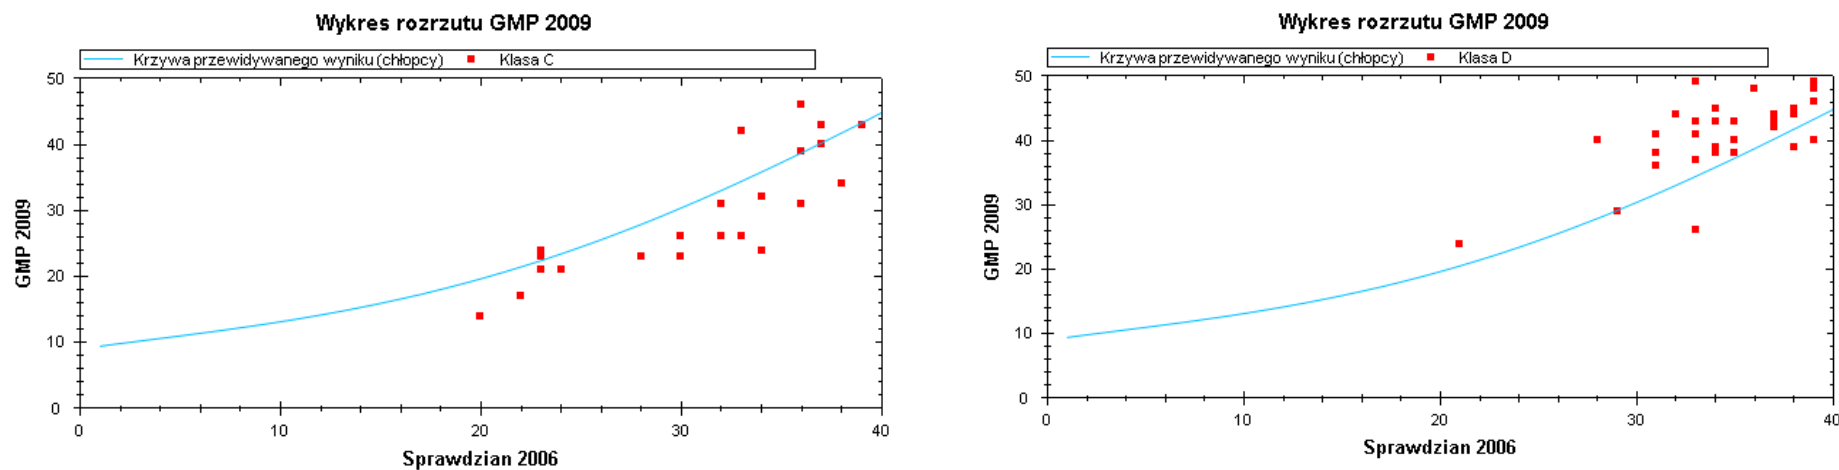 Wykres rozrzutu GMP 2009
Krzywa przewidywanego wyniku (chłopcy) Klasa C
50
40
30
20
10
0
GMP 2009
0 10 20 30 40
Sprawdzian 2006
Wykres rozrzutu GMP 2009
Krzywa przewidywanego wyniku (chłopcy) Klasa D
50
40
30
20
10
0
GMP 2009
0 10 20 30 40
Sprawdzian 2006